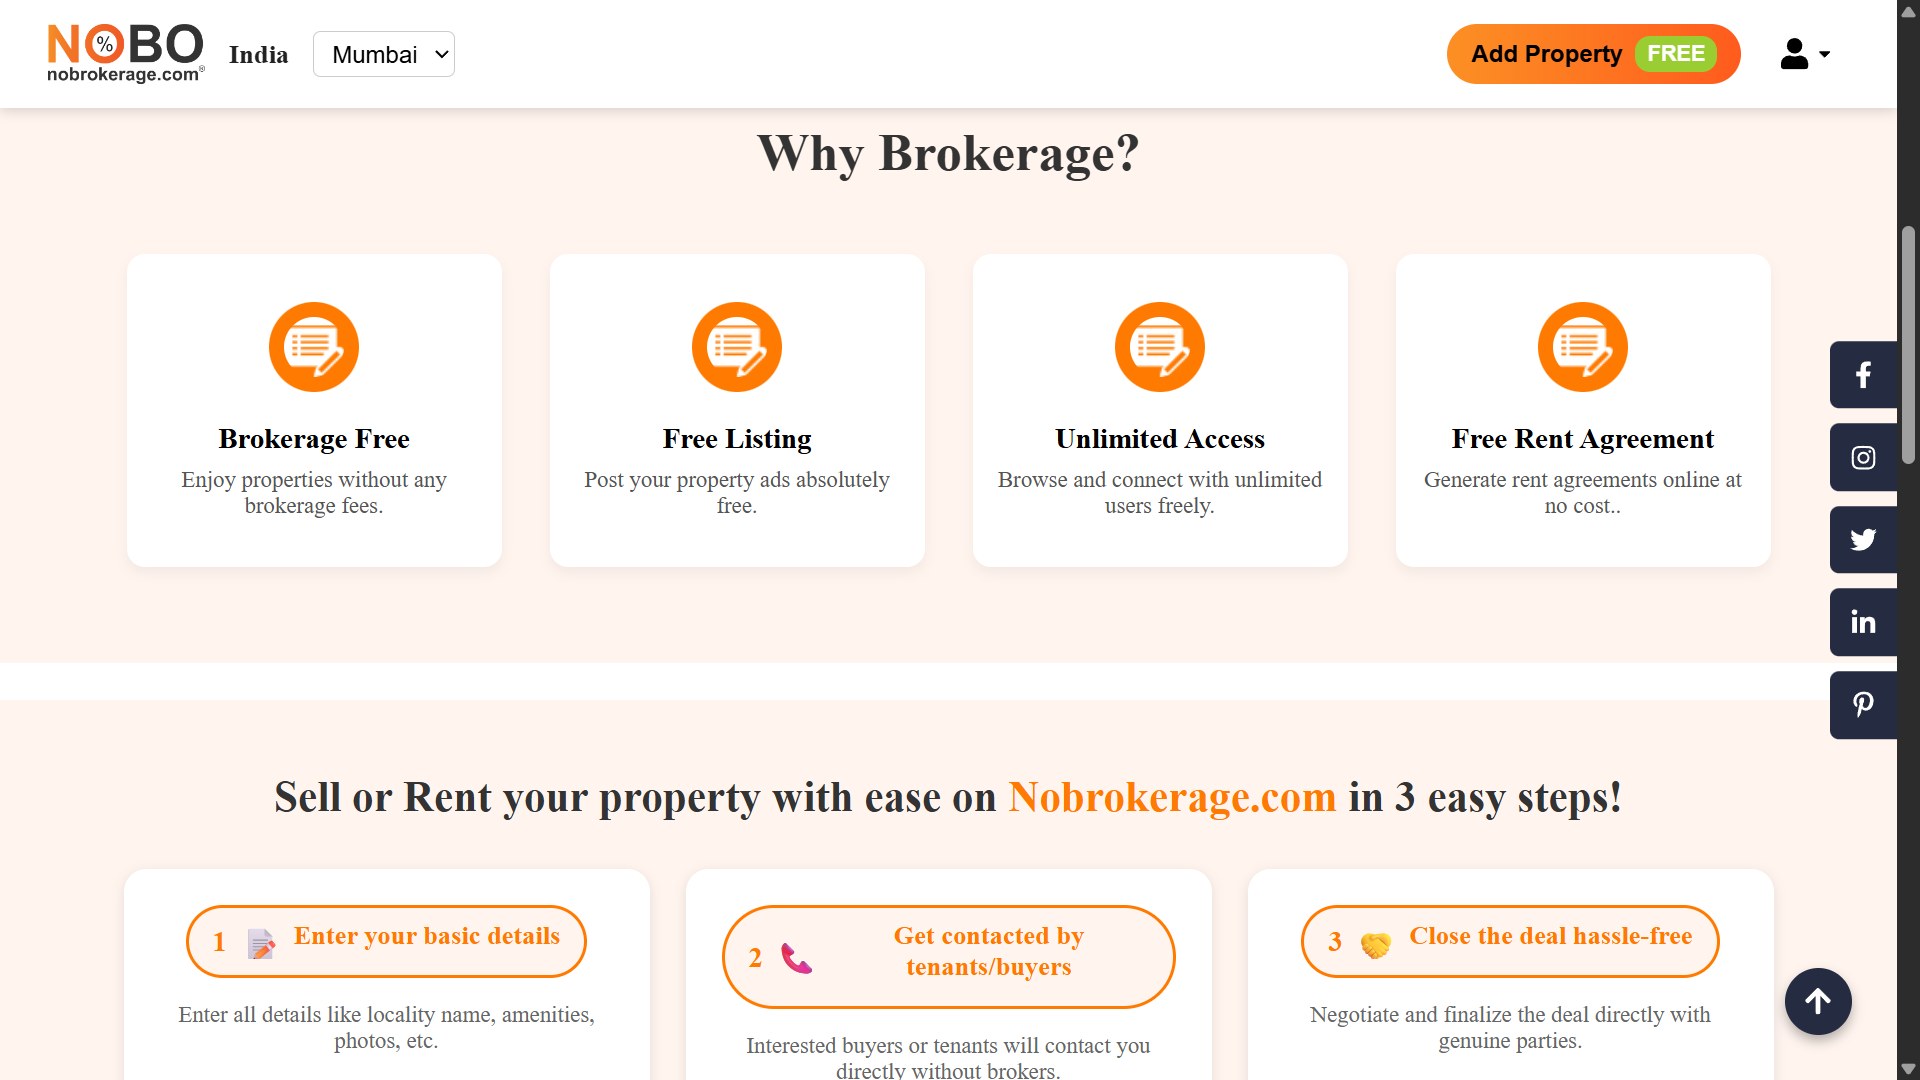 NO%BO
nobrokerage.com®
India
Mumbai
Add Property FREE
Why Brokerage?
Brokerage Free
Enjoy properties without any
brokerage fees.
Free Listing
Post your property ads absolutely
free.
Unlimited Access
Browse and connect with unlimited
users freely.
Free Rent Agreement
Generate rent agreements online at
no cost..
Sell or Rent your property with ease on Nobrokerage.com in 3 easy steps!
1 Enter your basic details
Enter all details like locality name, amenities,
photos, etc.
2 Get contacted by
tenants/buyers
Interested buyers or tenants will contact you
directly without brokers.
3 Close the deal hassle-free
Negotiate and finalize the deal directly with
genuine parties.